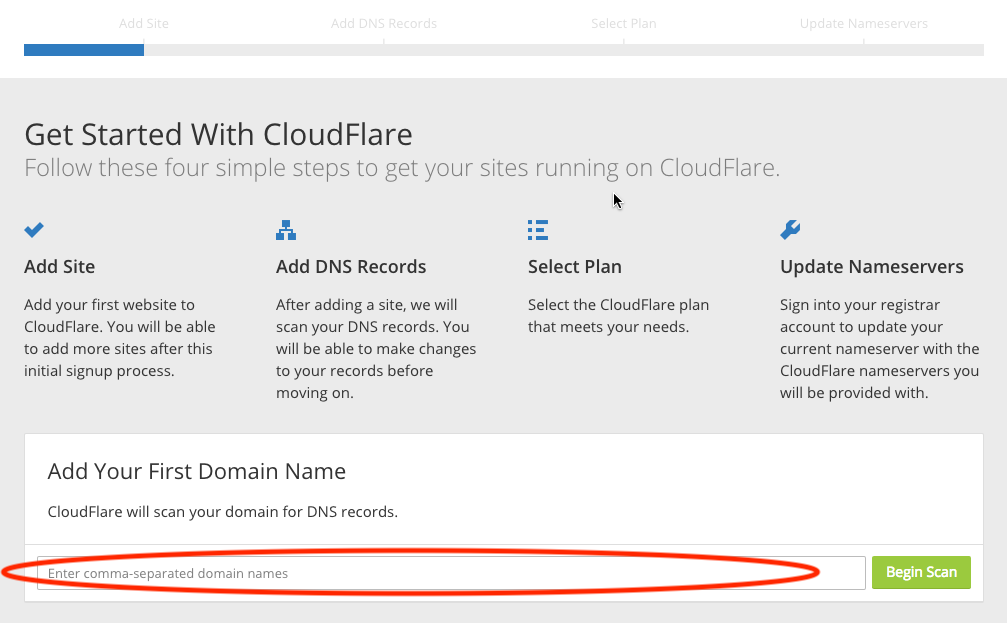 Add Site Add DNS Records Select Plan Update Nameservers
Get Started With CloudFlare
Follow these four simple steps to get your sites running on CloudFlare.
Add Site
Add your first website to
CloudFlare. You will be able
to add more sites after this
initial signup process.
Add DNS Records
After adding a site, we will
scan your DNS records. You
will be able to make changes
to your records before
moving on.
Select Plan
Select the CloudFlare plan
that meets your needs.
Update Nameservers
Sign into your registrar
account to update your
current nameserver with the
CloudFlare nameservers you
will be provided with.
Add Your First Domain Name
CloudFlare will scan your domain for DNS records.
Enter comma-separated domain names
Begin Scan